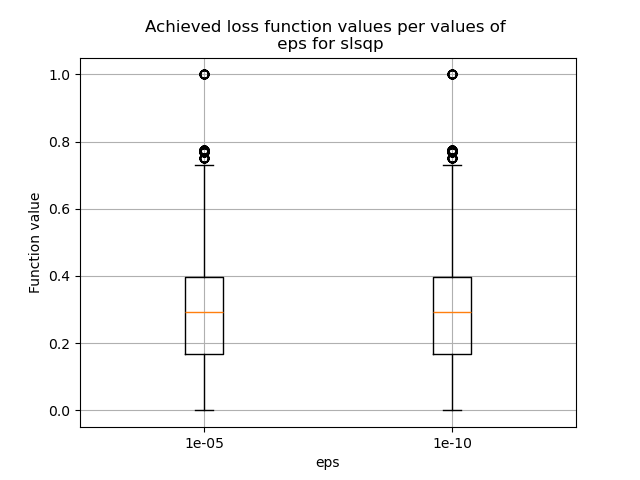 Achieved loss function values per values of
eps for slsqp
1.0
0.8
0.6
0.4
0.2
0.0
Function value
1e-05
1e-10
eps